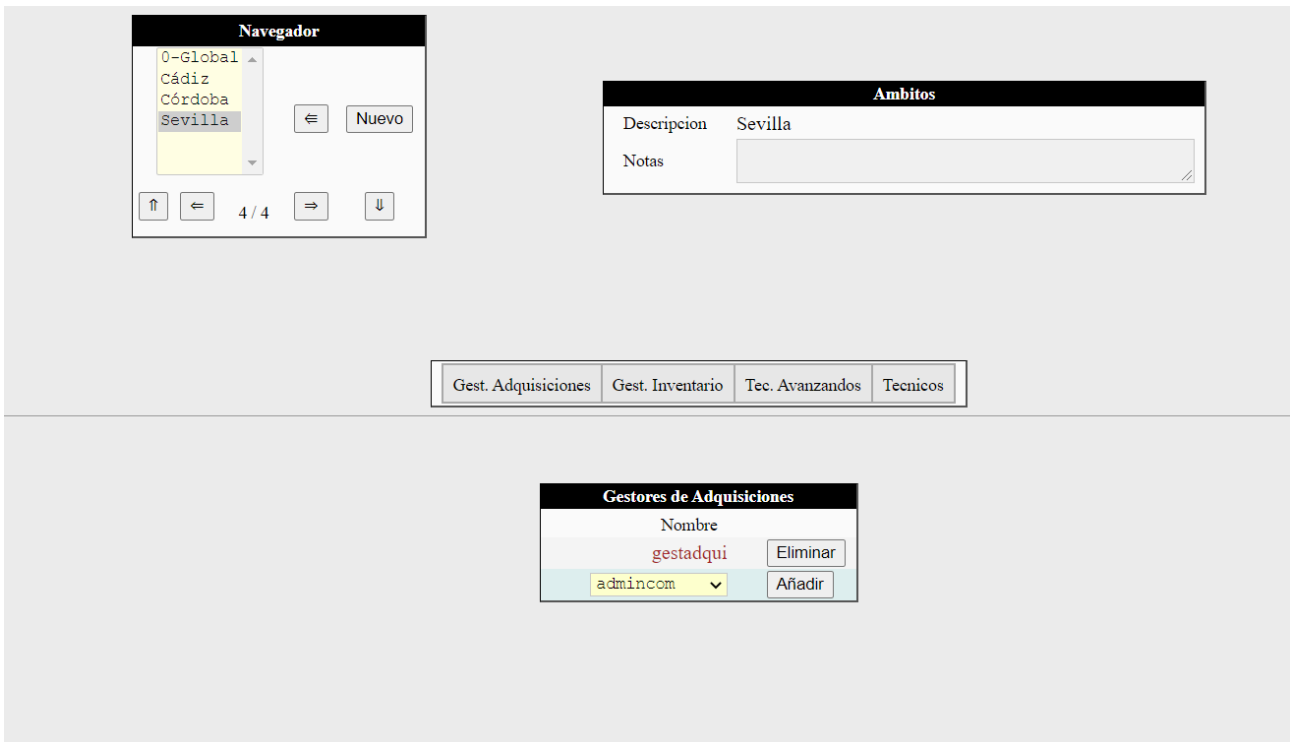 Navegador
0-Global
Cádiz
Córdoba
Sevilla
⇚ Nuevo
⇑ ⇐ 4 / 4 ⇒ ⇓
Ambitos
Descripcion Sevilla
Notas
Gest. Adquisiciones Gest. Inventario Tec. Avanzandos Tecnicos
Gestores de Adquisiciones
Nombre
gestadqui Eliminar
admincom Añadir